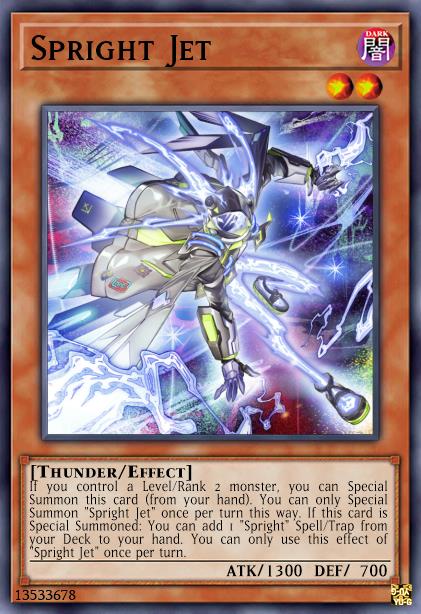 SPRIGHT JET
DARK
闇
[THUNDER/EFFECT]
If you control a Level/Rank 2 monster, you can Special
Summon this card (from your hand). You can only Special
Summon "Spright Jet" once per turn this way. If this card is
Special Summoned: You can add 1 "Spright" Spell/Trap from
your Deck to your hand. You can only use this effect of
"Spright Jet" once per turn.
ATK/1300 DEF/ 700
13533678